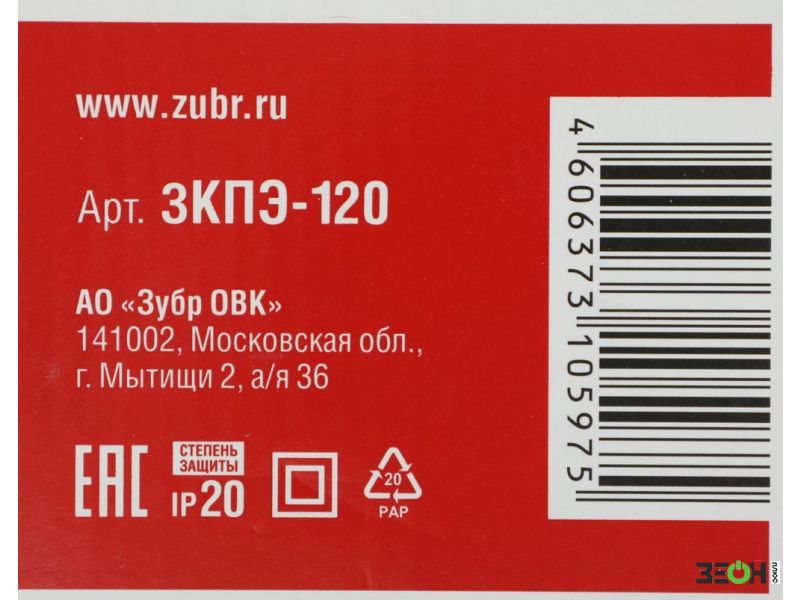 www.zubr.ru
Арт. ЗКПЭ-120
АО «Зубр ОВК»
141002, Московская обл.,
г. Мытищи 2, а/я 36
ЕАС
СТЕПЕНЬ
ЗАЩИТЫ
IP20
20
PAP
4606373105975
ЗЕОН
плюс